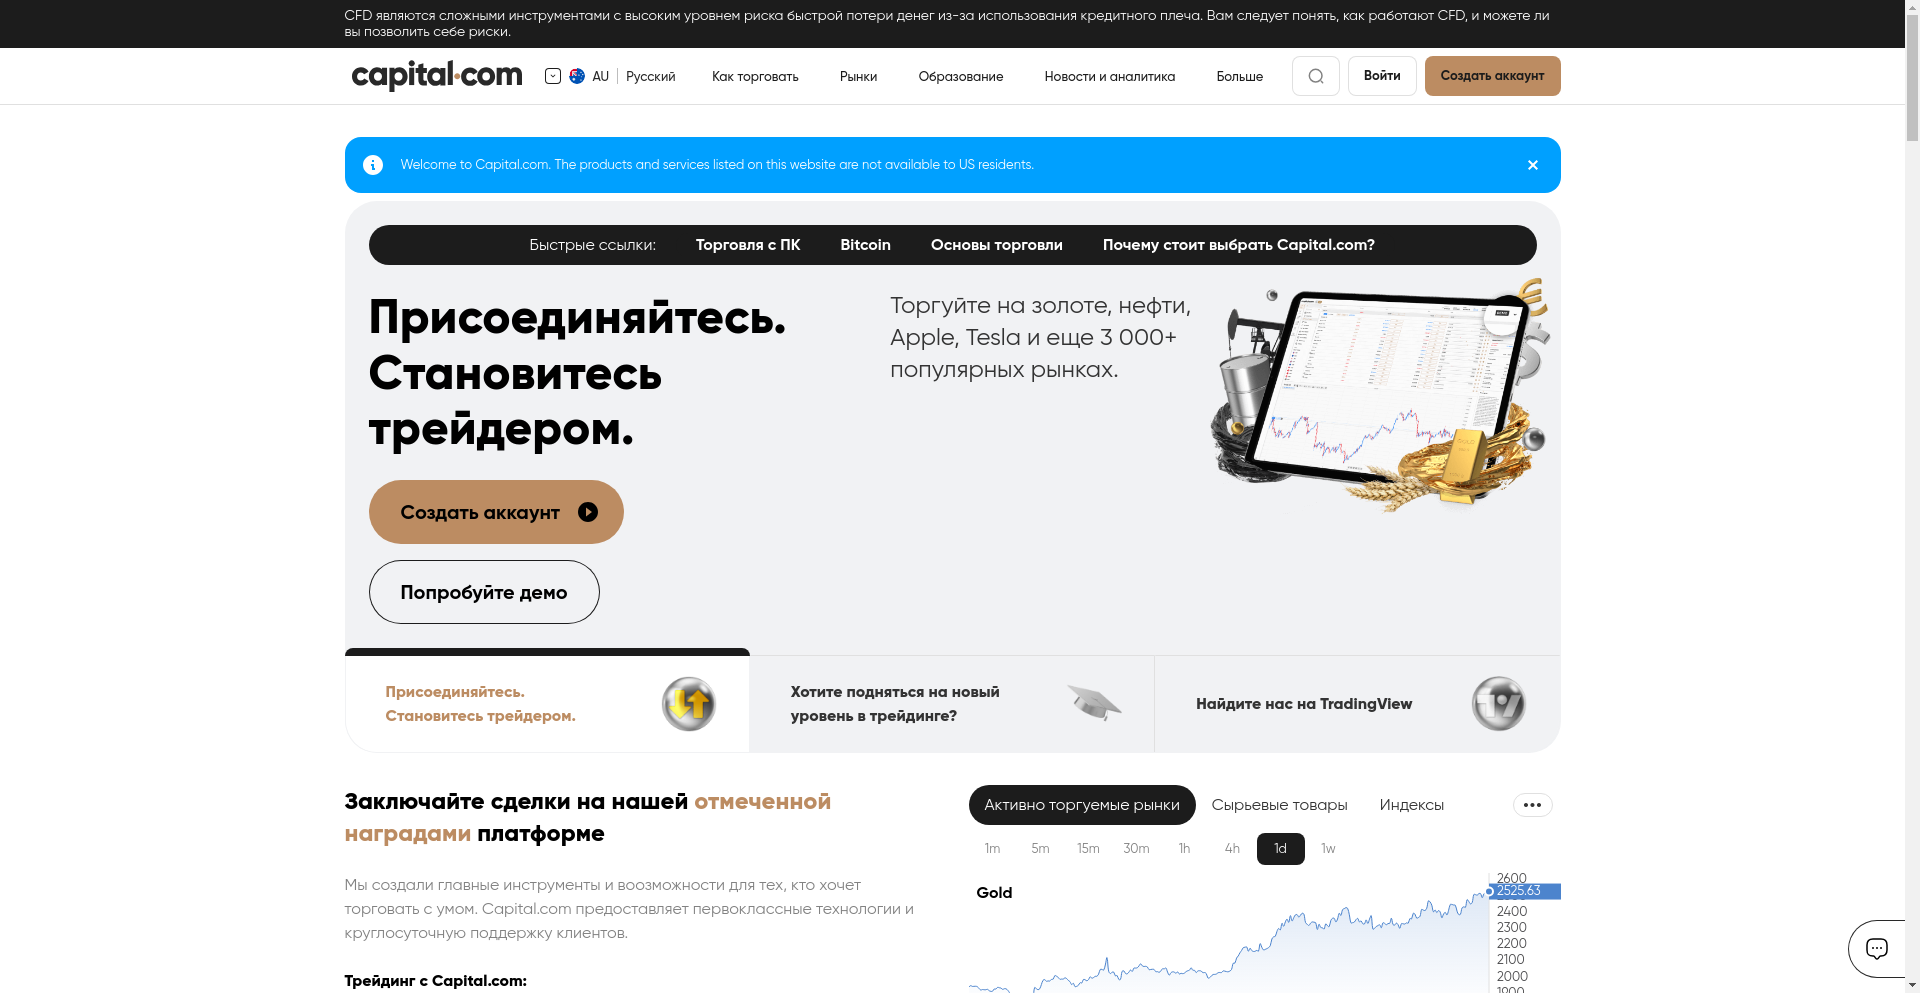 CFD являются сложными инструментами с высоким уровнем риска быстрой потери денег из-за использования кредитного плеча. Вам следует понять, как работают CFD, и можете ли
вы позволить себе риски.
capital.com
AU Русский
Как торговать
Рынки
Образование
Новости и аналитика
Больше
Войти
Создать аккаунт
Welcome to Capital.com. The products and services listed on this website are not available to US residents.
Быстрые ссылки: Торговля с ПК Bitcoin Основы торговли Почему стоит выбрать Capital.com?
Присоединяйтесь.
Становитесь
трейдером.
Торгуйте на золоте, нефти,
Apple, Tesla и еще 3 000+
популярных рынках.
Создать аккаунт
Попробуйте демо
Присоединяйтесь.
Становитесь трейдером.
Хотите подняться на новый
уровень в трейдинге?
Найдите нас на TradingView
Заключайте сделки на нашей отмеченной
наградами платформе
Мы создали главные инструменты и воозможности для тех, кто хочет
торговать с умом. Capital.com предоставляет первоклассные технологии и
круглосуточную поддержку клиентов.
Трейдинг с Capital.com:
Активно торгуемые рынки Сырьевые товары Индексы
1m 5m 15m 30m 1h 4h 1d 1w
Gold
2600
2525.63
2400
2300
2200
2100
2000
1900